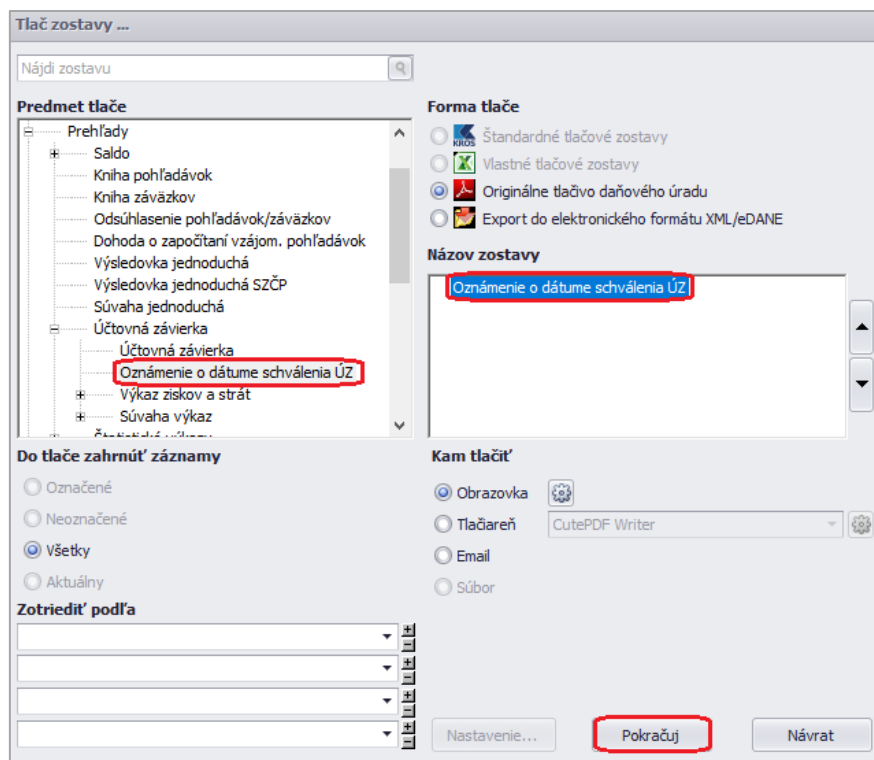 Tlač zostavy ...
Nájdi zostavu
Predmet tlače
Prehľady
Saldo
Kniha pohľadávok
Kniha záväzkov
Odsúhlasenie pohľadávok/záväzkov
Dohoda o započítaní vzájom. pohľadávok
Výsledovka jednoduchá
Výsledovka jednoduchá SZČP
Súvaha jednoduchá
Účtovná závierka
Účtovná závierka
Oznámenie o dátume schválenia ÚZ
Výkaz ziskov a strát
Súvaha výkaz
Štatistické výkazy
Forma tlače
KROS
Štandardné tlačové zostavy
Vlastné tlačové zostavy
Originálne tlačivo daňového úradu
Export do elektronického formátu XML/eDANE
Názov zostavy
Oznámenie o dátume schválenia ÚZ
Do tlače zahrnúť záznamy
Označené
Neoznačené
Všetky
Aktuálny
Kam tlačiť
Obrazovka
Tlačiareň
CutePDF Writer
Email
Súbor
Zotriediť podľa
Nastavenie...
Pokračuj
Návrat